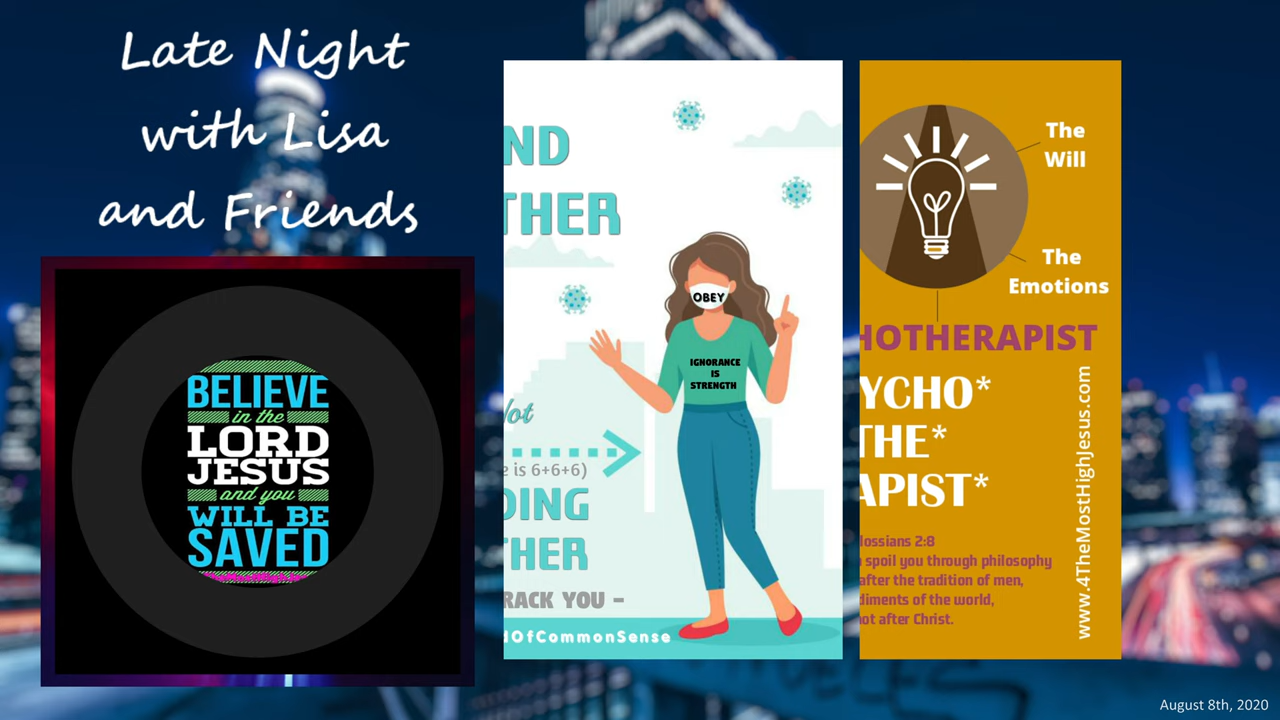 Late Night
with Lisa
and Friends
BELIEVE
in the
LORD
JESUS
and you
WILL BE
SAVED
ND
THER
OBEY
IGNORANCE
IS
STRENGTH
Not
e is 6+6+6)
DING
THER
RACK YOU –
dOfCommonSense
The
Will
The
Emotions
HOTHERAPIST
YCHO*
THE*
APIST*
www.4TheMostHighJesus.com
lossians 2:8
spoil you through philosophy
after the tradition of men,
diments of the world,
not after Christ.
August 8th, 2020